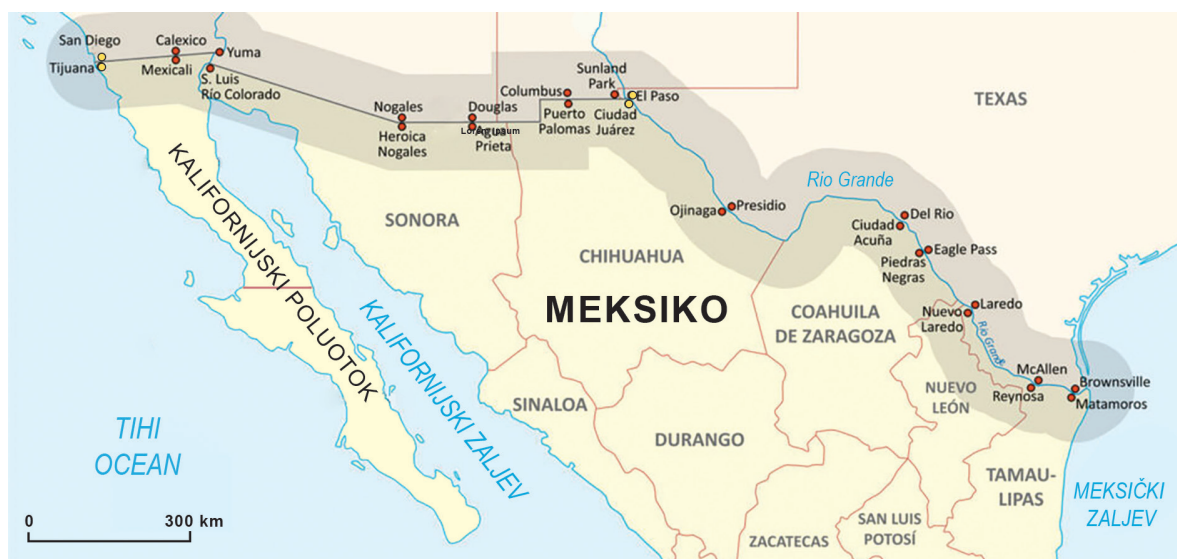 San Diego
Tijuana
Calexico
Mexicali
Yuma
S. Luis
Río Colorado
Nogales
Heroica
Nogales
Douglas
Agua
Prieta
Columbus
Puerto
Palomas
Sunland
Park
El Paso
Ciudad
Juárez
TEXAS
Rio Grande
Ojinaga
Presidio
Del Rio
Ciudad
Acuña
Eagle Pass
Piedras
Negras
Laredo
Nuevo
Laredo
Rio Grande
McAllen
Reynosa
Brownsville
Matamoros
SONORA
CHIHUAHUA
MEKSIKO
COAHUILA
DE ZARAGOZA
NUEVO
LEÓN
SINALOA
DURANGO
TAMAU-
LIPAS
ZACATECAS
SAN LUIS
POTOSÍ
KALIFORNIJSKI POLUOTOK
KALIFORNIJSKI ZALJEV
TIHI
OCEAN
MEKSIČKI
ZALJEV
0 300 km